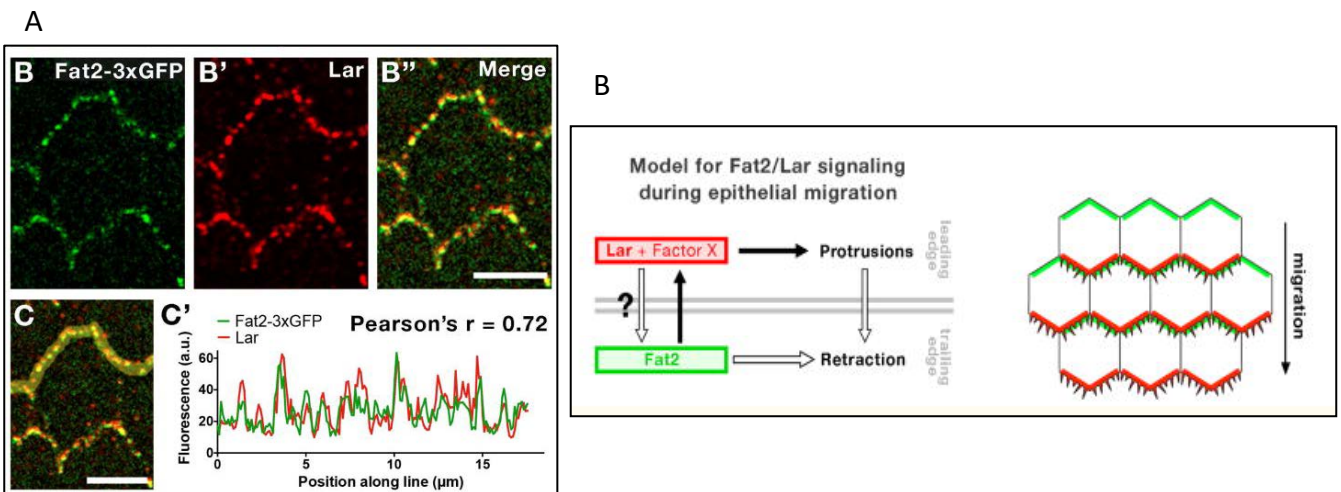 A
B Fat2-3xGFP B' Lar B'' Merge
C
C'
Fat2-3xGFP
Lar
Pearson's r = 0.72
Fluorescence (a.u.)
60
40
20
0
0 5 10 15
Position along line (µm)
B
Model for Fat2/Lar signaling
during epithelial migration
Lar + Factor X
Protrusions
leading
edge
?
Fat2
Retraction
trailing
edge
migration